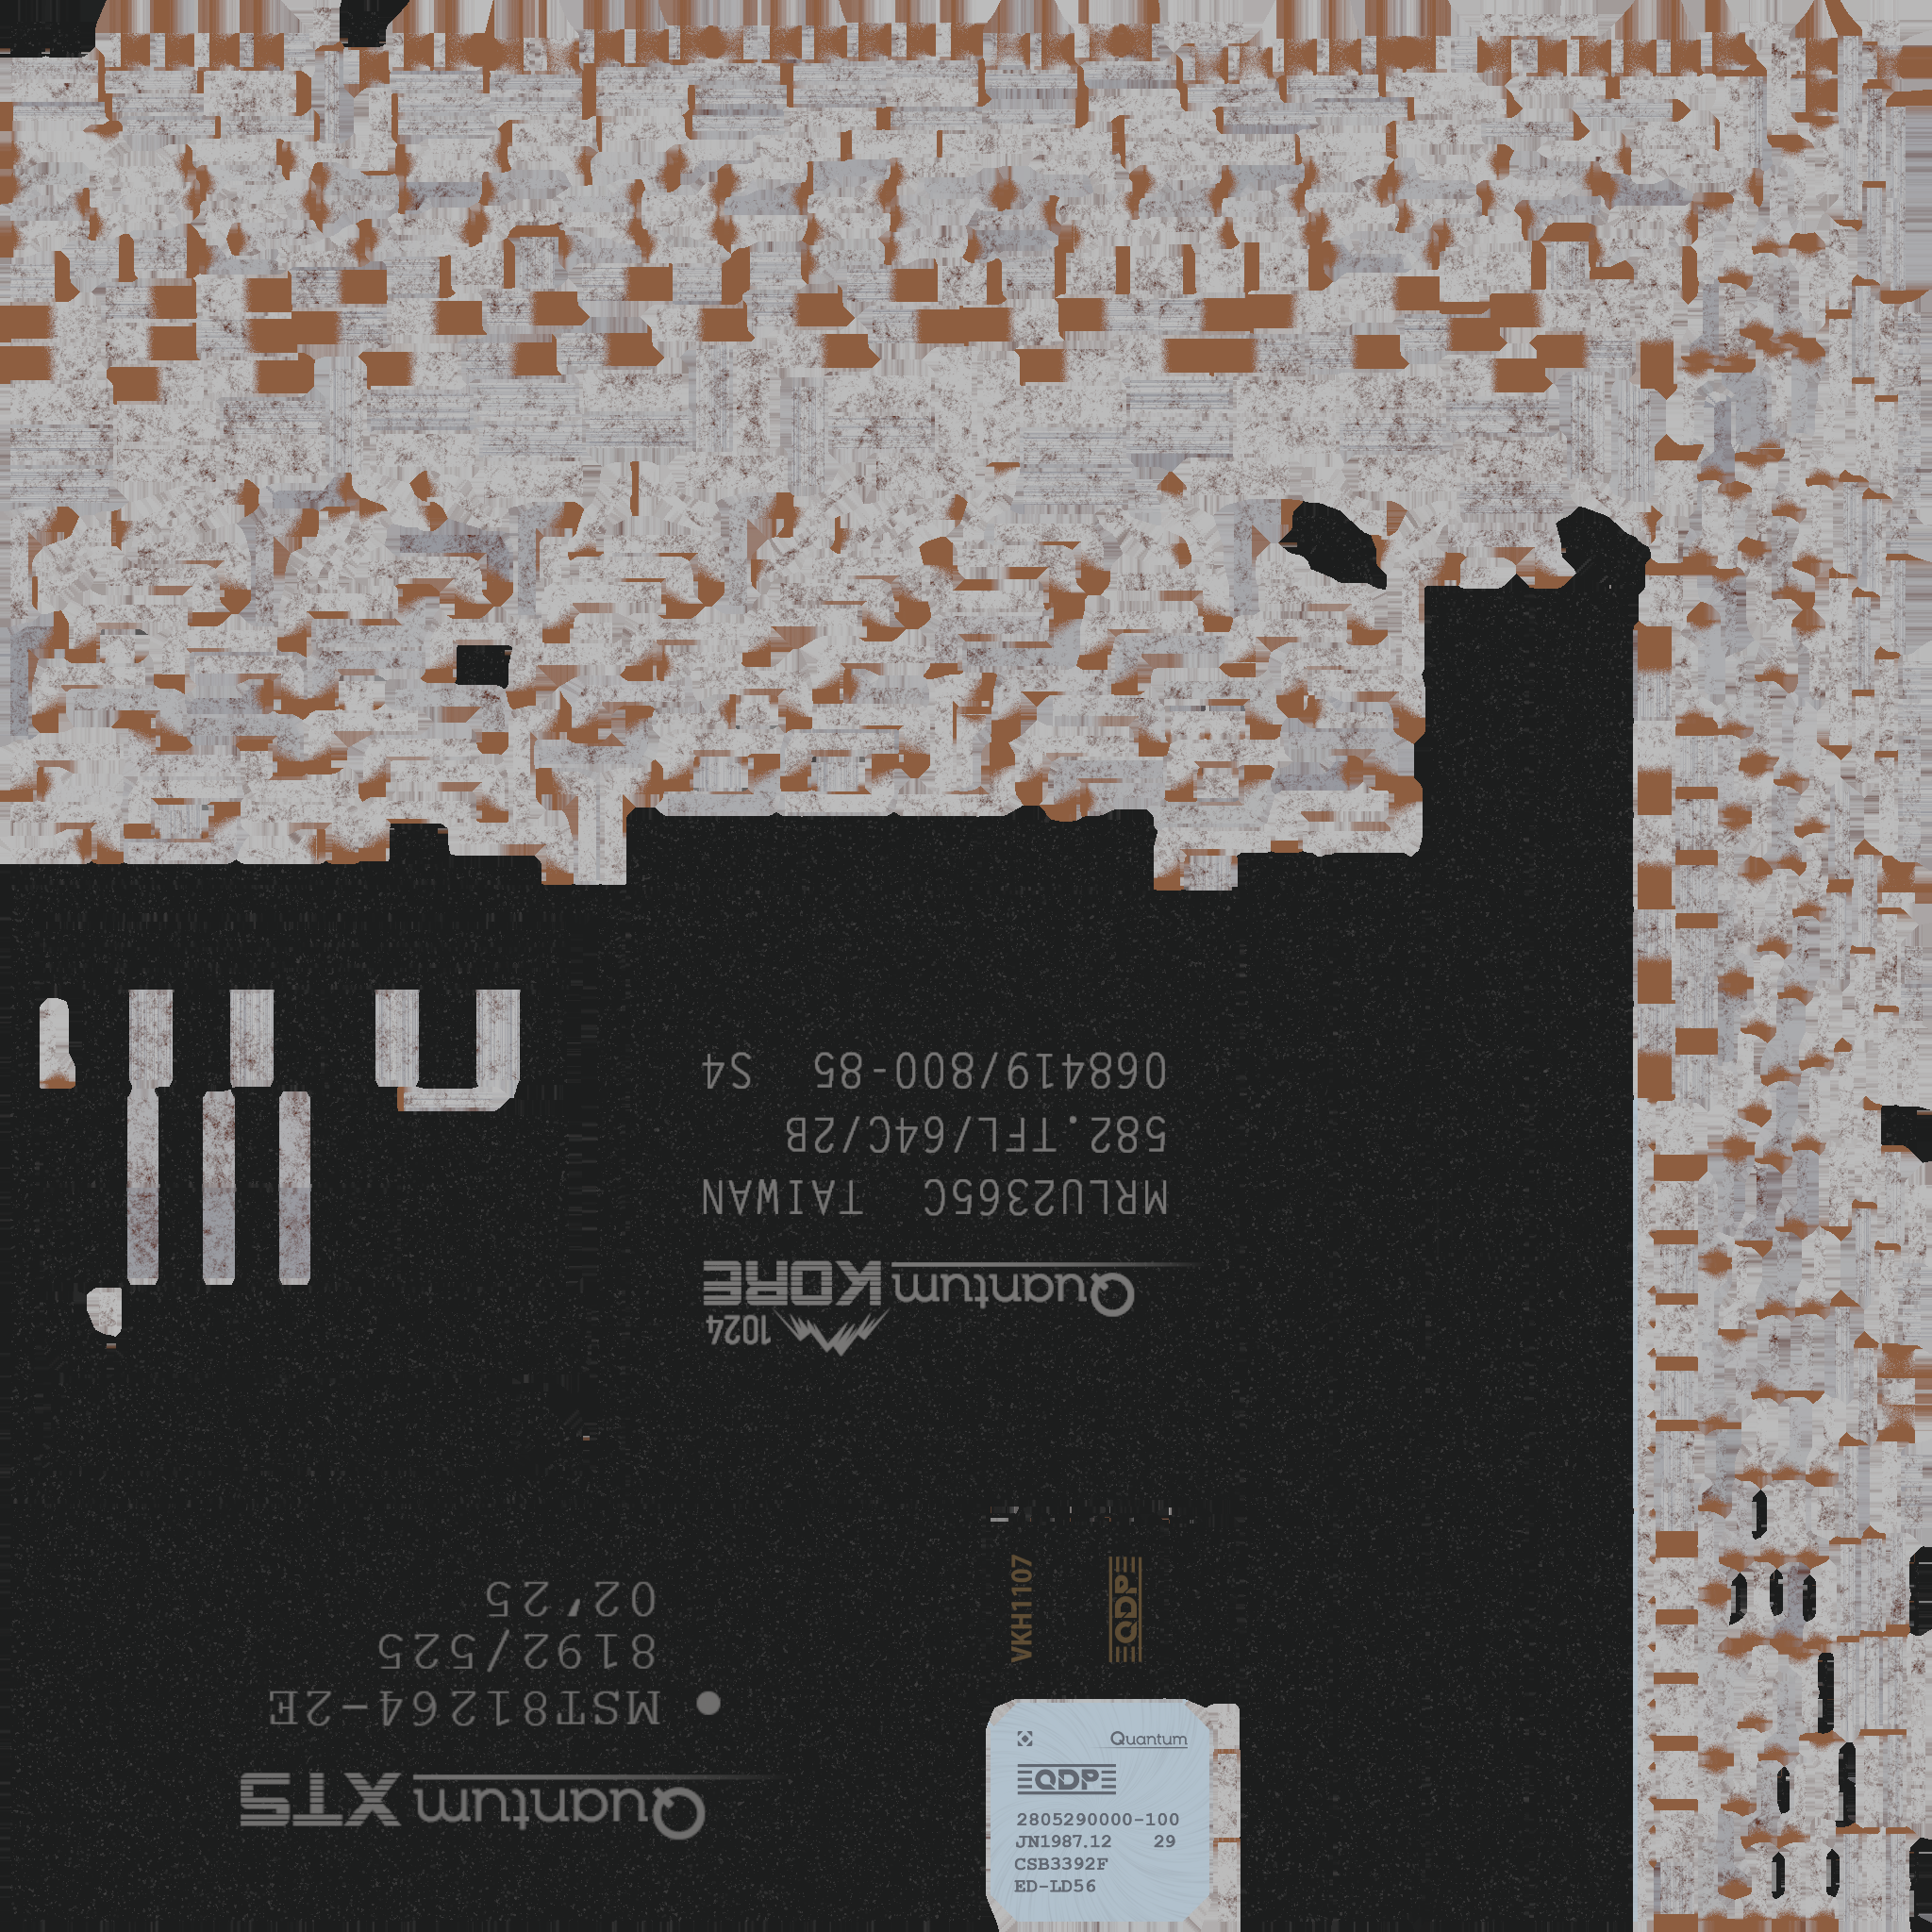 1024
Quantum KORE
MRLU2365C TAIWAN
582.TFL/64C/2B
068419/800-85 S4
Quantum XTS
MST81264-2E
8192/525
02'25
VKH1107
QDP
Quantum
QDP
2805290000-100
JN1987.12 29
CSB3392F
ED-LD56